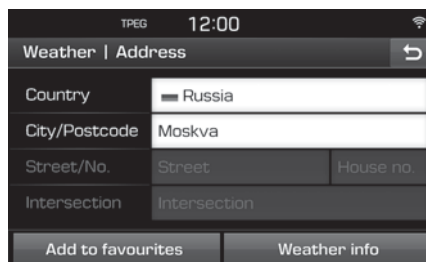 TPEG 12:00
Weather | Address
Country Russia
City/Postcode Moskva
Street/No. Street House no.
Intersection Intersection
Add to favourites Weather info